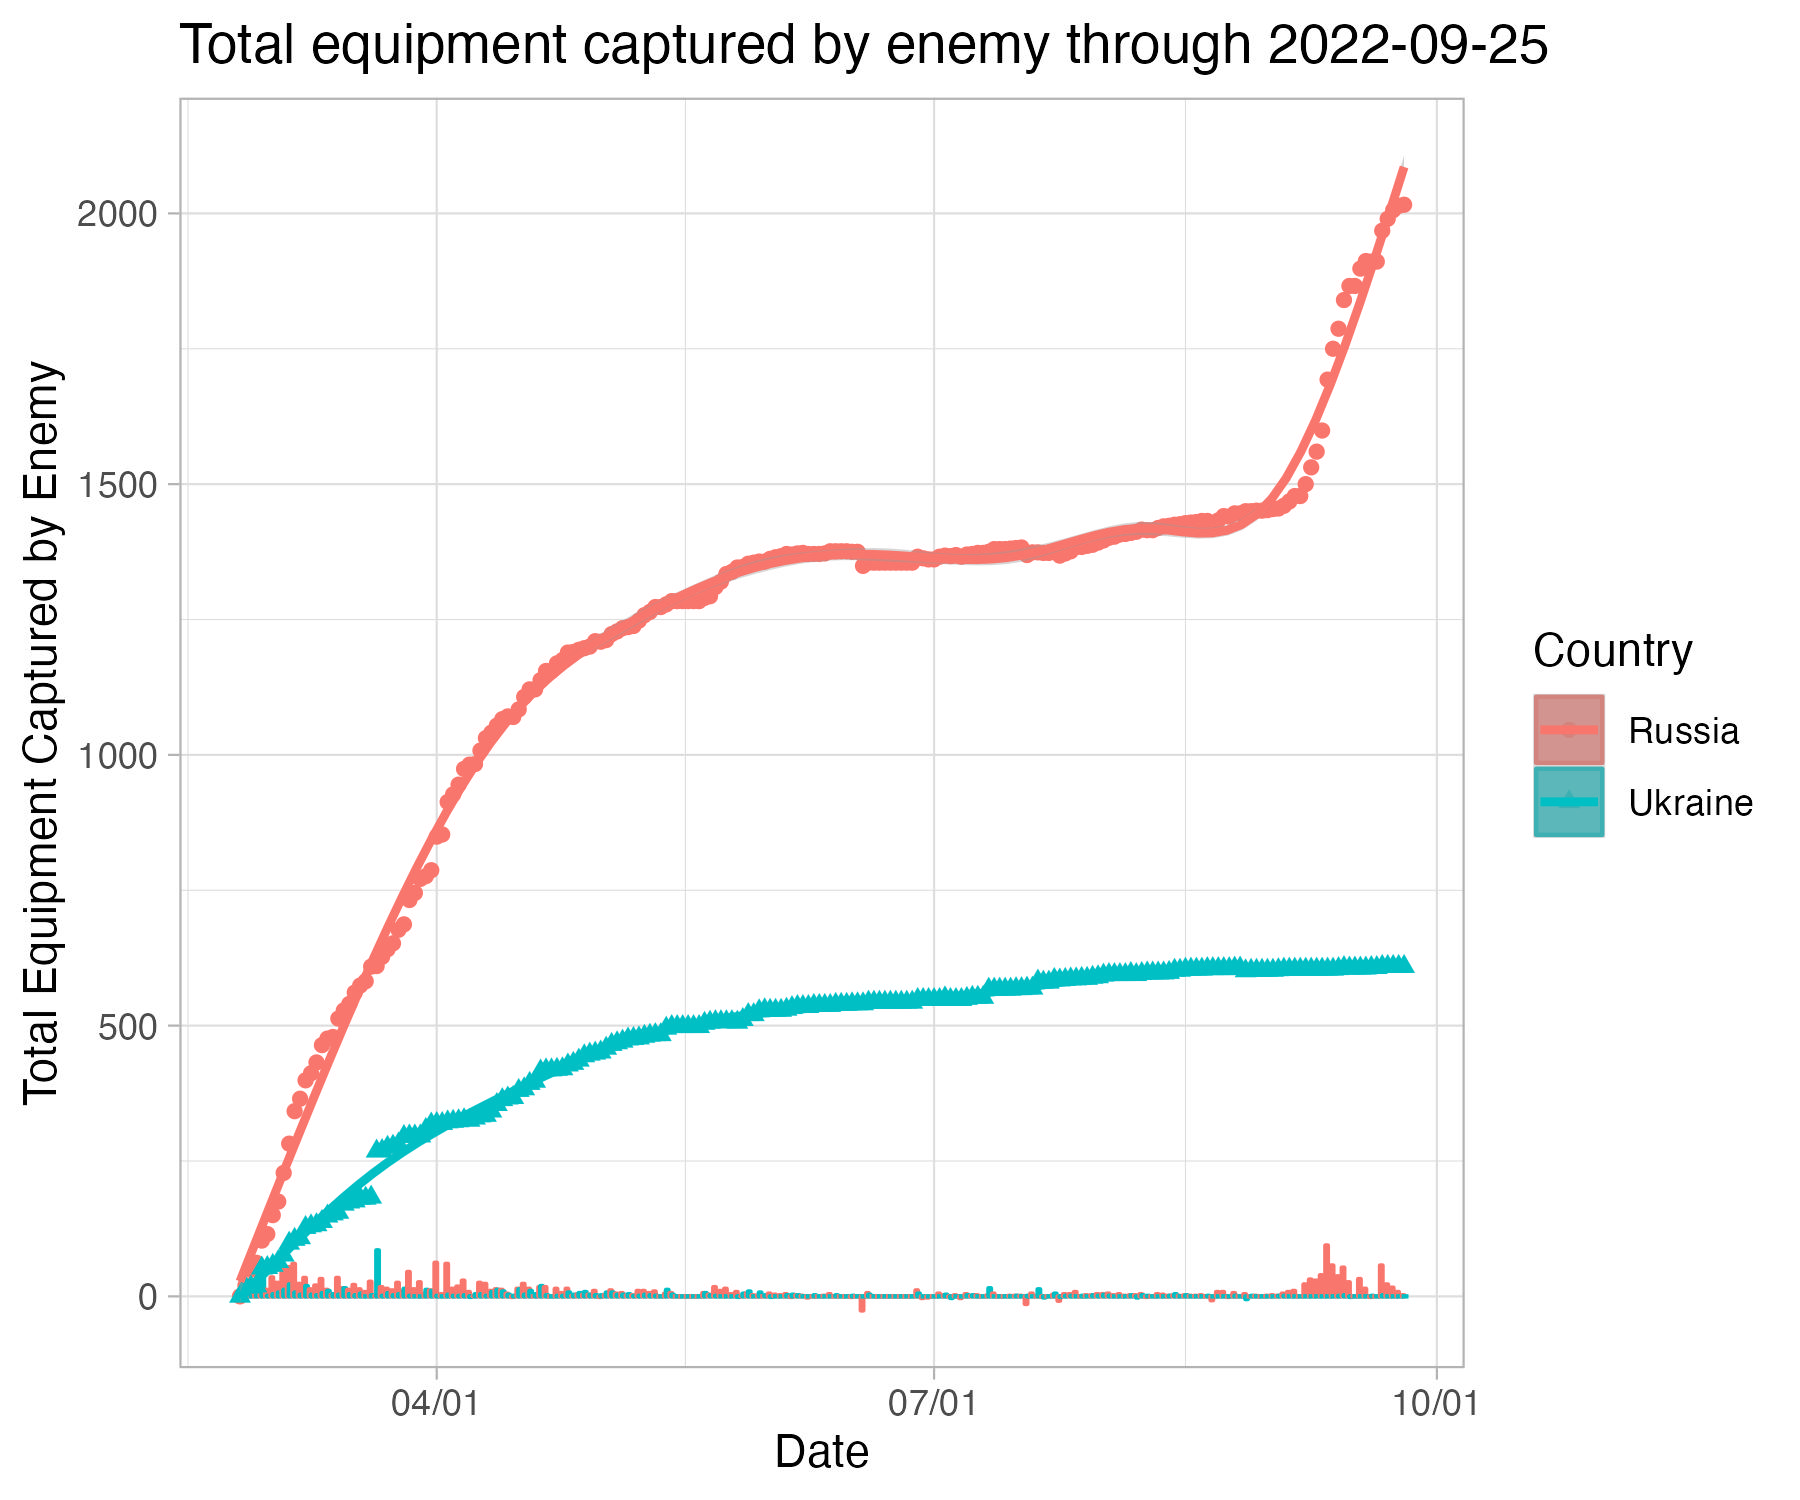 Total equipment captured by enemy through 2022-09-25
Total Equipment Captured by Enemy
2000
1500
1000
500
0
04/01
07/01
10/01
Date
Country
Russia
Ukraine